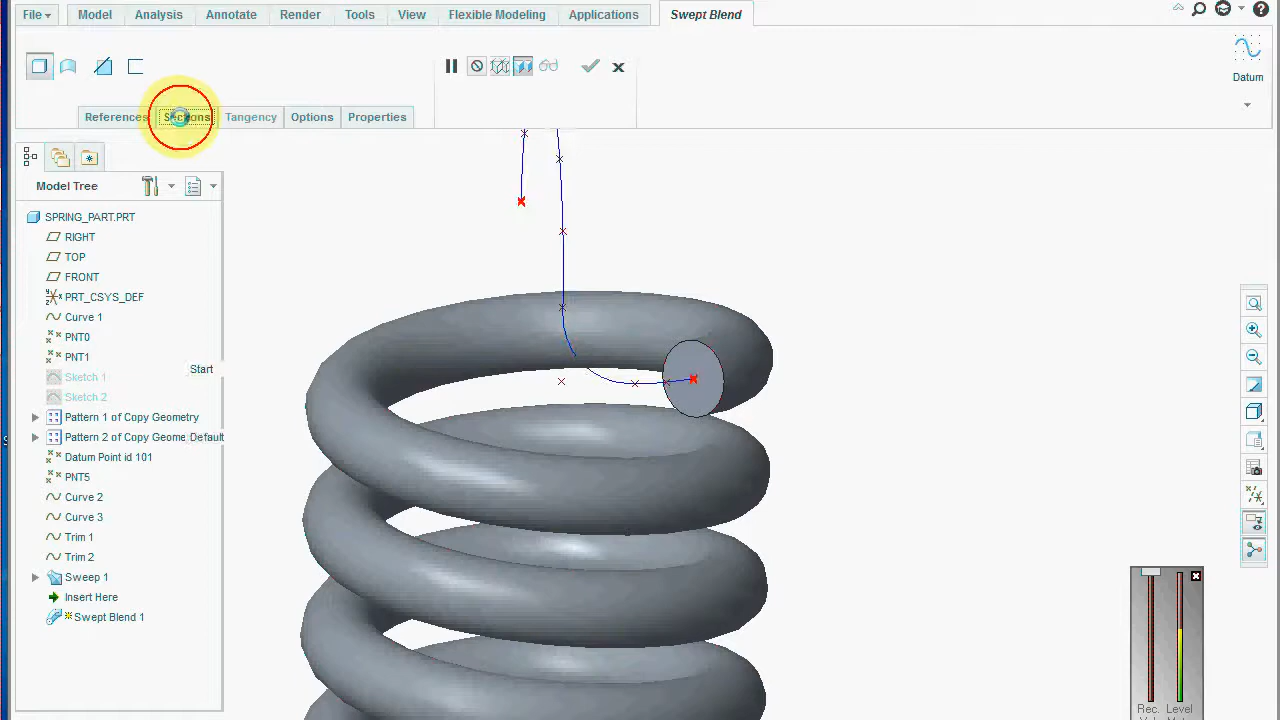 File Model Analysis Annotate Render Tools View Flexible Modeling Applications Swept Blend
Datum
References Sections Tangency Options Properties
Model Tree
SPRING_PART.PRT
RIGHT
TOP
FRONT
PRT_CSYS_DEF
Curve 1
PNT0
PNT1
Start
Sketch 1
Sketch 2
Pattern 1 of Copy Geometry
Pattern 2 of Copy Geome Default
Datum Point id 101
PNT5
Curve 2
Curve 3
Trim 1
Trim 2
Sweep 1
Insert Here
Swept Blend 1
Rec. Level